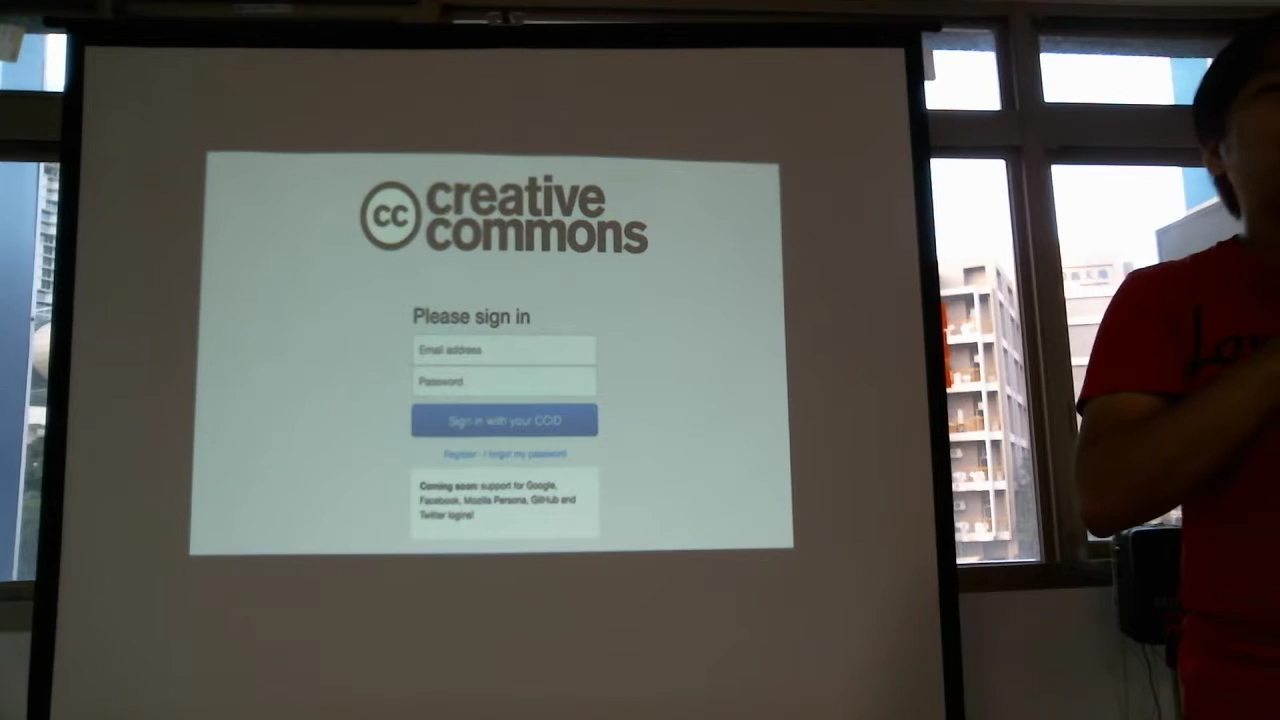 cc creative
commons
Please sign in
Email address
Password
Sign in with your CCID
Register - I forgot my password
Coming soon: support for Google,
Facebook, Mozilla Persona, GitHub and
Twitter logins!